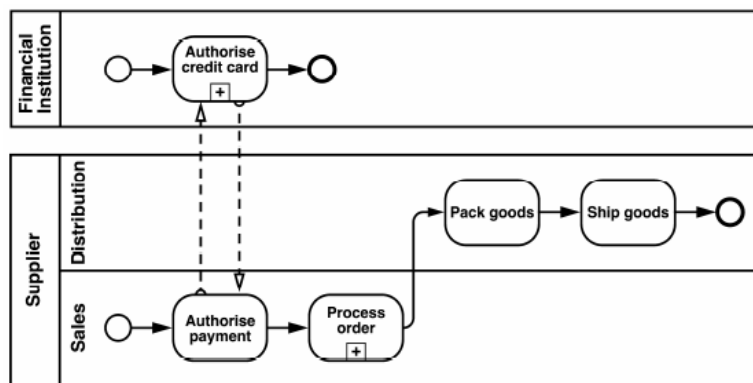 Financial
Institution
Authorise
credit card
+
Supplier
Distribution
Pack goods
Ship goods
Sales
Authorise
payment
Process
order
+